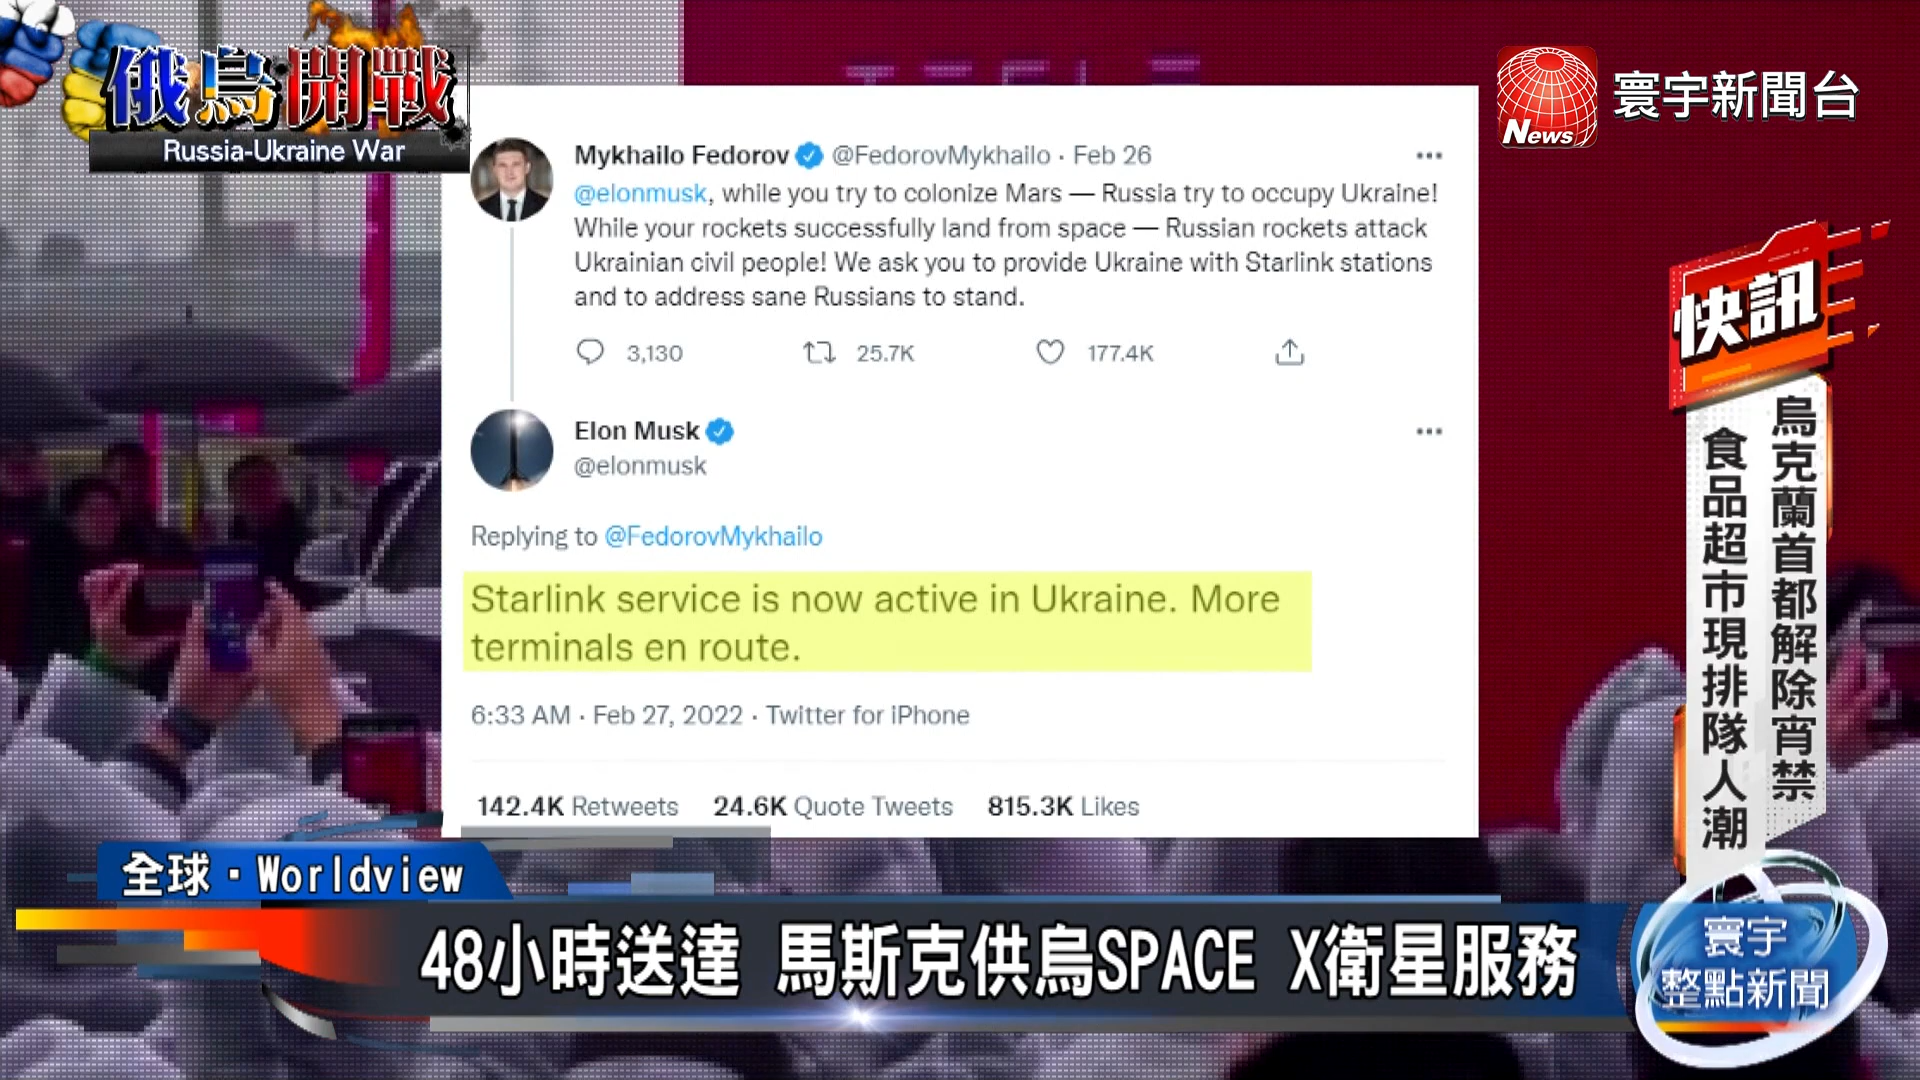 俄烏開戰
Russia-Ukraine War
News
寰宇新聞台
Mykhailo Fedorov @FedorovMykhailo · Feb 26
@elonmusk, while you try to colonize Mars — Russia try to occupy Ukraine!
While your rockets successfully land from space — Russian rockets attack
Ukrainian civil people! We ask you to provide Ukraine with Starlink stations
and to address sane Russians to stand.
3,130 25.7K 177.4K
Elon Musk
@elonmusk
Replying to @FedorovMykhailo
Starlink service is now active in Ukraine. More
terminals en route.
6:33 AM · Feb 27, 2022 · Twitter for iPhone
142.4K Retweets 24.6K Quote Tweets 815.3K Likes
快訊
烏克蘭首都解除宵禁
食品超市現排隊人潮
全球·Worldview
48小時送達 馬斯克供烏SPACE X衛星服務
寰宇
整點新聞